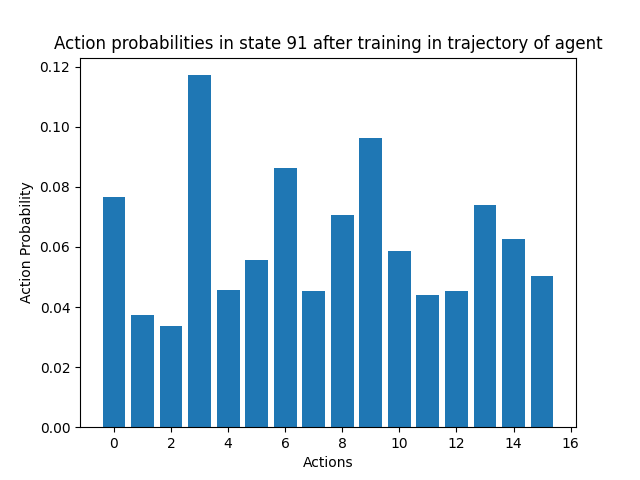 Action probabilities in state 91 after training in trajectory of agent
0.12
0.10
0.08
0.06
0.04
0.02
0.00
Action Probability
0 2 4 6 8 10 12 14 16
Actions